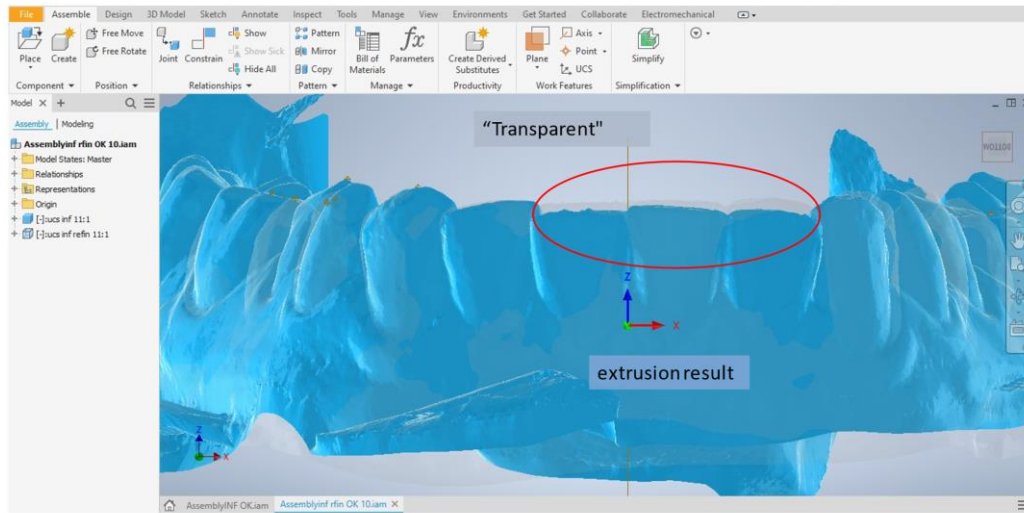 File Assemble Design 3D Model Sketch Annotate Inspect Tools Manage View Environments Get Started Collaborate Electromechanical
Place Create Free Move Free Rotate Joint Constrain Show Show Sick Hide All Pattern Mirror Copy Bill of Materials fx Parameters Create Derived Substitutes Plane Axis Point UCS Simplify
Component Position Relationships Pattern Manage Productivity Work Features Simplification
Model
Assembly | Modeling
Assemblyinf rfin OK 10.iam
Model States: Master
Relationships
Representations
Origin
[-]:ucs inf 11:1
[-]:ucs inf refin 11:1
“Transparent"
BOTTOM
Z
X
extrusion result
Z
X
AssemblyINF OK.iam Assemblyinf rfin OK 10.iam